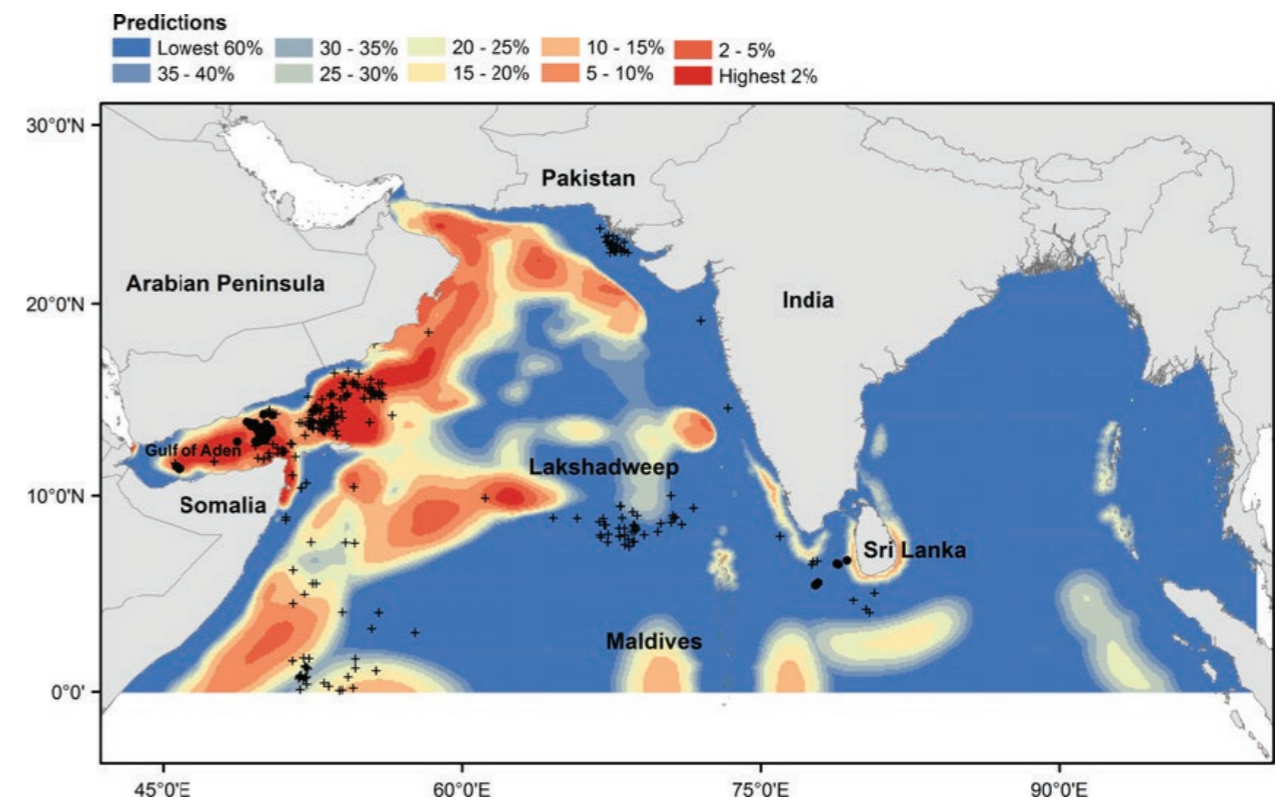 Predictions
Lowest 60% 30 - 35% 20 - 25% 10 - 15% 2 - 5%
35 - 40% 25 - 30% 15 - 20% 5 - 10% Highest 2%
30°0'N
Pakistan
Arabian Peninsula
India
20°0'N
Gulf of Aden
Lakshadweep
10°0'N
Somalia
Sri Lanka
Maldives
0°0'
45°0'E 60°0'E 75°0'E 90°0'E